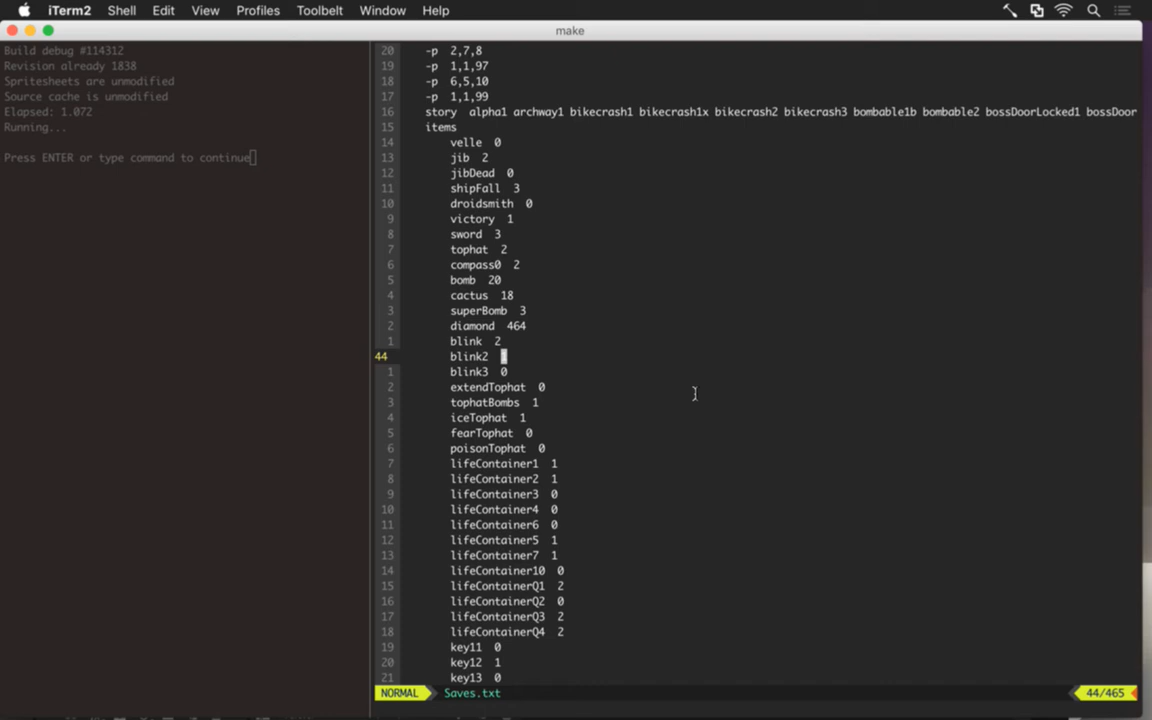 iTerm2 Shell Edit View Profiles Toolbelt Window Help
make
Build debug #114312
Revision already 1838
Spritesheets are unmodified
Source cache is unmodified
Elapsed: 1.072
Running...
Press ENTER or type command to continue
20 -p 2,7,8
19 -p 1,1,97
18 -p 6,5,10
17 -p 1,1,99
16 story alpha1 archway1 bikecrash1 bikecrash1x bikecrash2 bikecrash3 bombable1b bombable2 bossDoorLocked1 bossDoor
15 items
14 velle 0
13 jib 2
12 jibDead 0
11 shipFall 3
10 droidsmith 0
9 victory 1
8 sword 3
7 tophat 2
6 compass0 2
5 bomb 20
4 cactus 18
3 superBomb 3
2 diamond 464
1 blink 2
44 blink2 1
1 blink3 0
2 extendTophat 0
3 tophatBombs 1
4 iceTophat 1
5 fearTophat 0
6 poisonTophat 0
7 lifeContainer1 1
8 lifeContainer2 1
9 lifeContainer3 0
10 lifeContainer4 0
11 lifeContainer6 0
12 lifeContainer5 1
13 lifeContainer7 1
14 lifeContainer10 0
15 lifeContainerQ1 2
16 lifeContainerQ2 0
17 lifeContainerQ3 2
18 lifeContainerQ4 2
19 key11 0
20 key12 1
21 key13 0
NORMAL Saves.txt 44/465